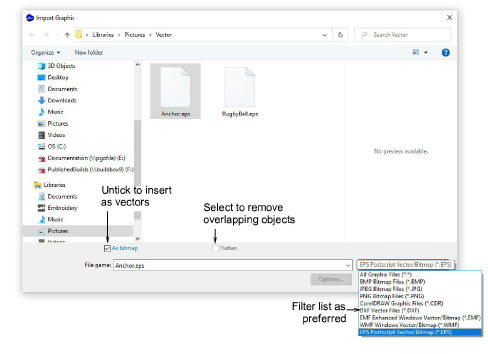 Import Graphic
Libraries > Pictures > Vector
Search Vector
Organize
New folder
3D Objects
Desktop
Documents
Downloads
Music
Pictures
Videos
OS (C:)
Documentation (\\pgofile) (E:)
PublishedBuilds (\\buildbox9) (F:)
Libraries
Documents
Embroidery
Music
Pictures
Videos
Anchor.eps
RugbyBall.eps
No preview available.
Untick to insert
as vectors
Select to remove
overlapping objects
As bitmap
Flatten
File name: Anchor.eps
EPS Postscript Vector/Bitmap (*.EPS)
Options...
All Graphic Files (*.*)
BMP Bitmap Files (*.BMP)
JPEG Bitmap Files (*.JPG)
PNG Bitmap Files (*.PNG)
CorelDRAW Graphic Files (*.CDR)
DXF Vector Files (*.DXF)
EMF Enhanced Windows Vector/Bitmap (*.EMF)
WMF Windows Vector/Bitmap (*.WMF)
EPS Postscript Vector/Bitmap (*.EPS)
Filter list as
preferred